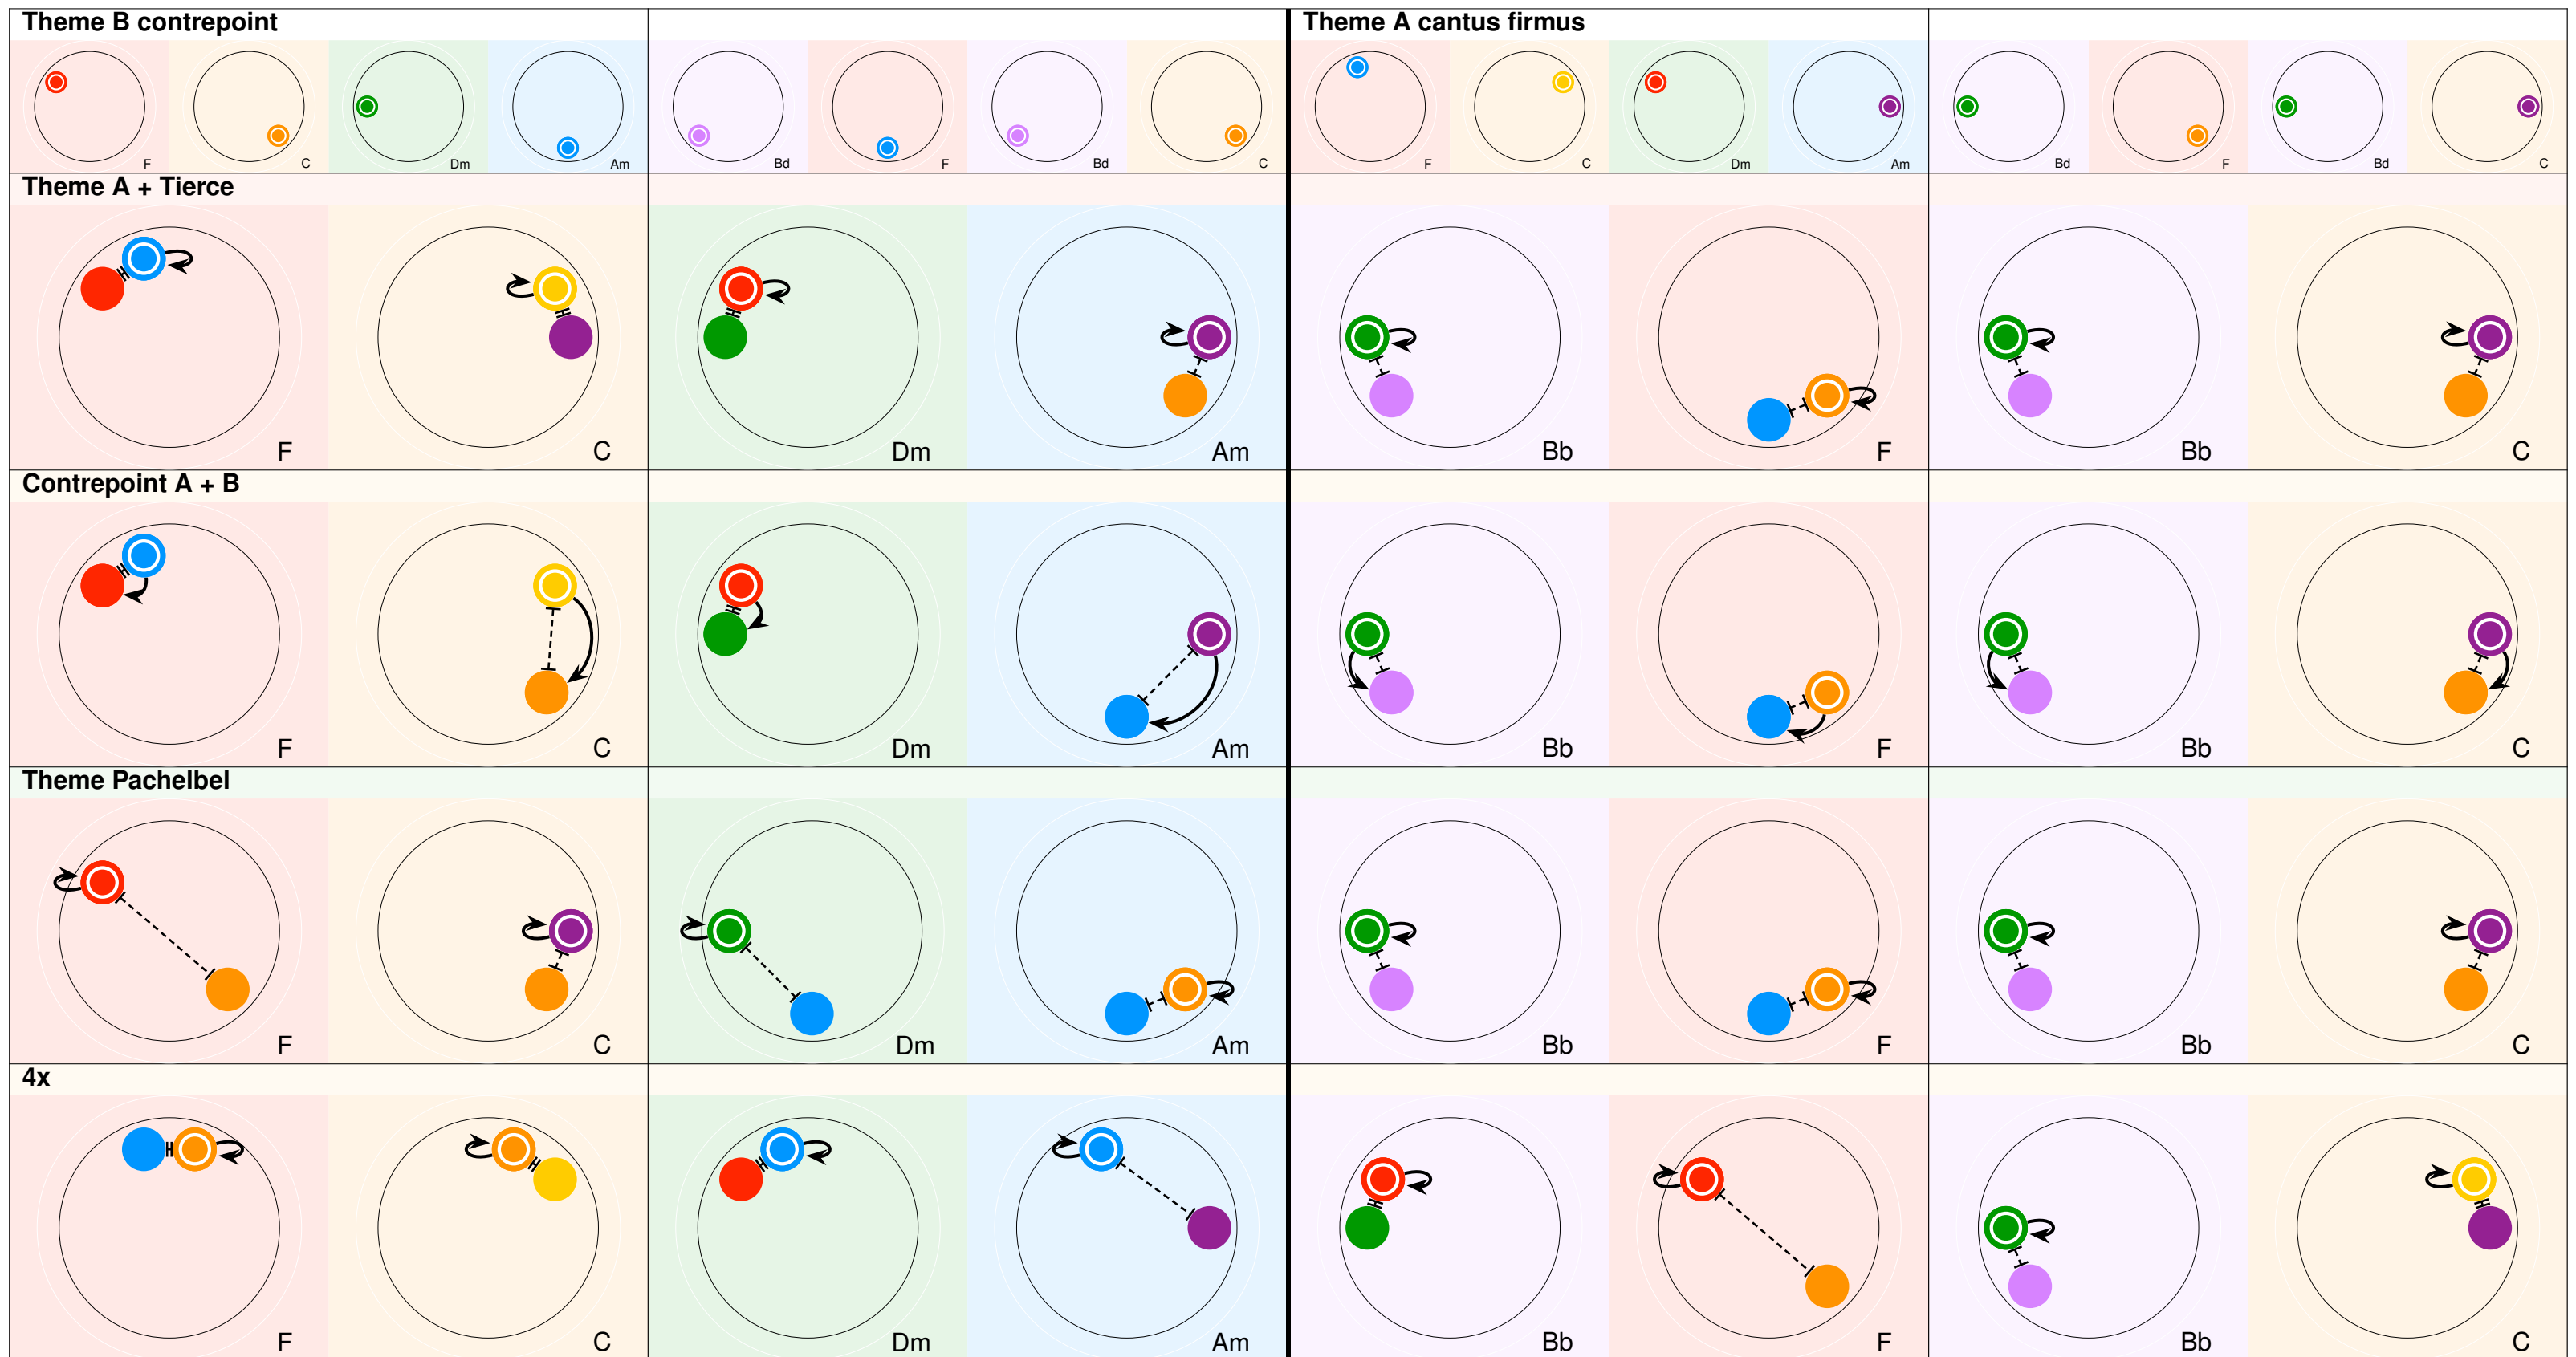 Theme B contrepoint Theme A cantus firmus
F C Dm Am Bd F Bd C F C Dm Am Bd F Bd C
Theme A + Tierce
F C Dm Am Bb F Bb C
Contrepoint A + B
F C Dm Am Bb F Bb C
Theme Pachelbel
F C Dm Am Bb F Bb C
4x
F C Dm Am Bb F Bb C